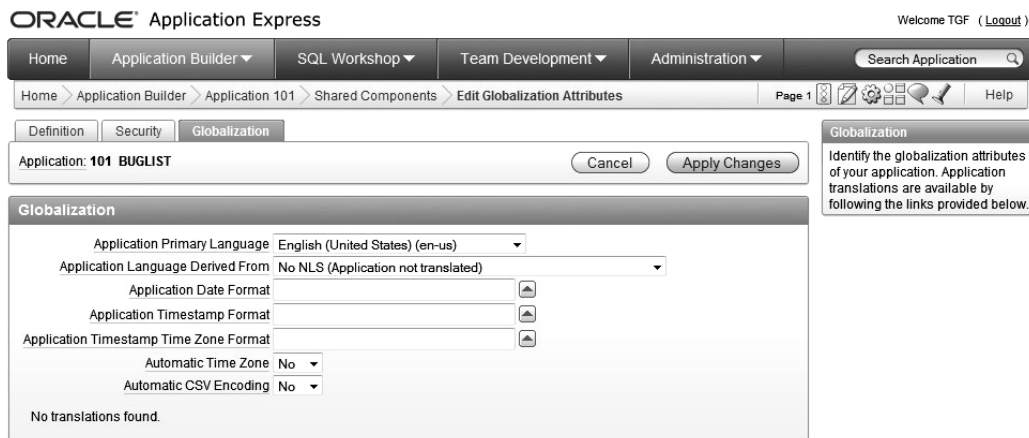 ORACLE Application Express
Welcome TGF ( Logout )
Home Application Builder SQL Workshop Team Development Administration Search Application
Home Application Builder Application 101 Shared Components Edit Globalization Attributes Page 1 Help
Definition Security Globalization
Application: 101 BUGLIST Cancel Apply Changes
Globalization
Identify the globalization attributes
of your application. Application
translations are available by
following the links provided below.
Globalization
Application Primary Language English (United States) (en-us)
Application Language Derived From No NLS (Application not translated)
Application Date Format
Application Timestamp Format
Application Timestamp Time Zone Format
Automatic Time Zone No
Automatic CSV Encoding No
No translations found.